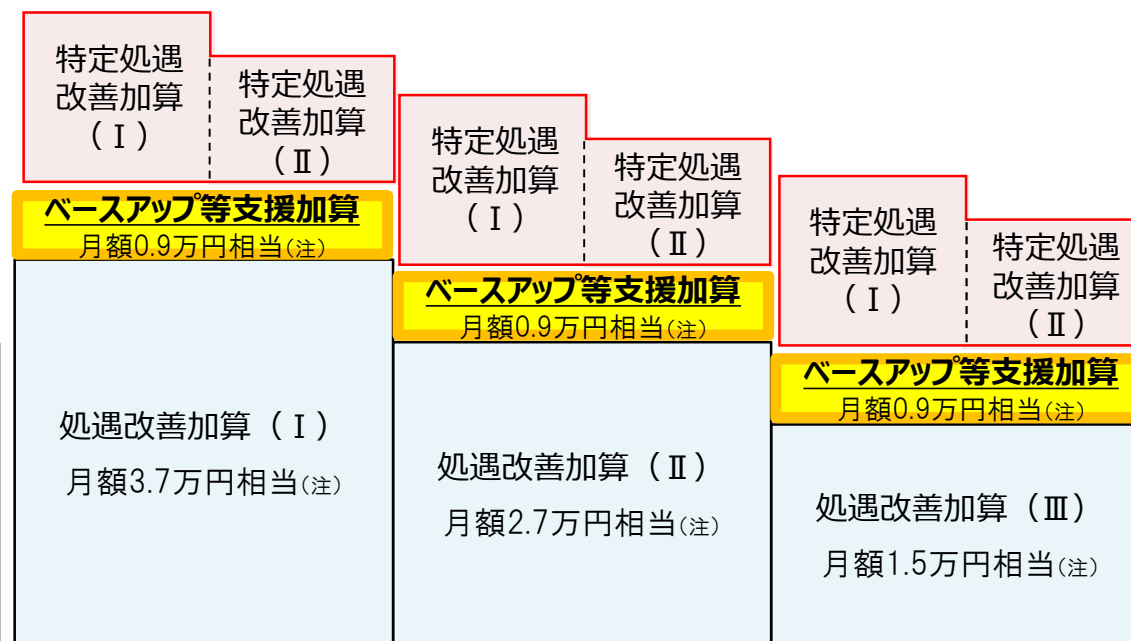 特定処遇
改善加算
(Ⅰ)
特定処遇
改善加算
(Ⅱ)
ベースアップ等支援加算
月額0.9万円相当(注)
処遇改善加算(Ⅰ)
月額3.7万円相当(注)
特定処遇
改善加算
(Ⅰ)
特定処遇
改善加算
(Ⅱ)
ベースアップ等支援加算
月額0.9万円相当(注)
処遇改善加算(Ⅱ)
月額2.7万円相当(注)
特定処遇
改善加算
(Ⅰ)
特定処遇
改善加算
(Ⅱ)
ベースアップ等支援加算
月額0.9万円相当(注)
処遇改善加算(Ⅲ)
月額1.5万円相当(注)